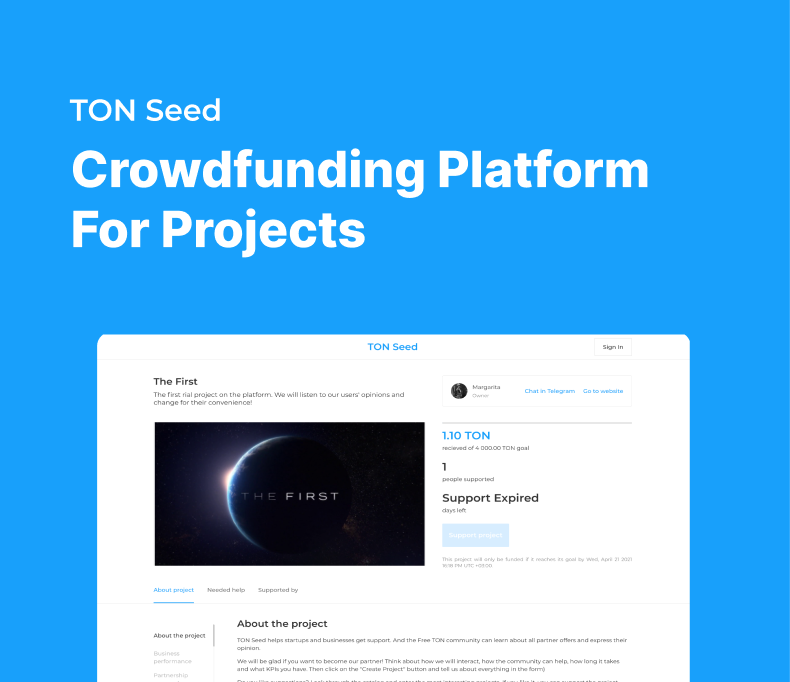 TON Seed
Crowdfunding Platform
For Projects
TON Seed
Sign In
The First
The first rial project on the platform. We will listen to our users' opinions and
change for their convenience!
Margarita
Owner
Chat in Telegram
Go to website
THE FIRST
1.10 TON
recieved of 4 000.00 TON goal
1
people supported
Support Expired
days left
Support project
This project will only be funded if it reaches its goal by Wed April 21 2021
16:18 PM UTC +03:00
About project
Needed help
Supported by
About the project
Business
performance
Partnership
About the project
TON Seed helps startups and businesses get support. And the Free TON community can learn about all partner offers and express their
opinion.
We will be glad if you want to become our partner! Think about how we will interact, how the community can help, how long it takes
and what KPIs you have. Then click on the "Create Project" button and tell us about everything in the form)